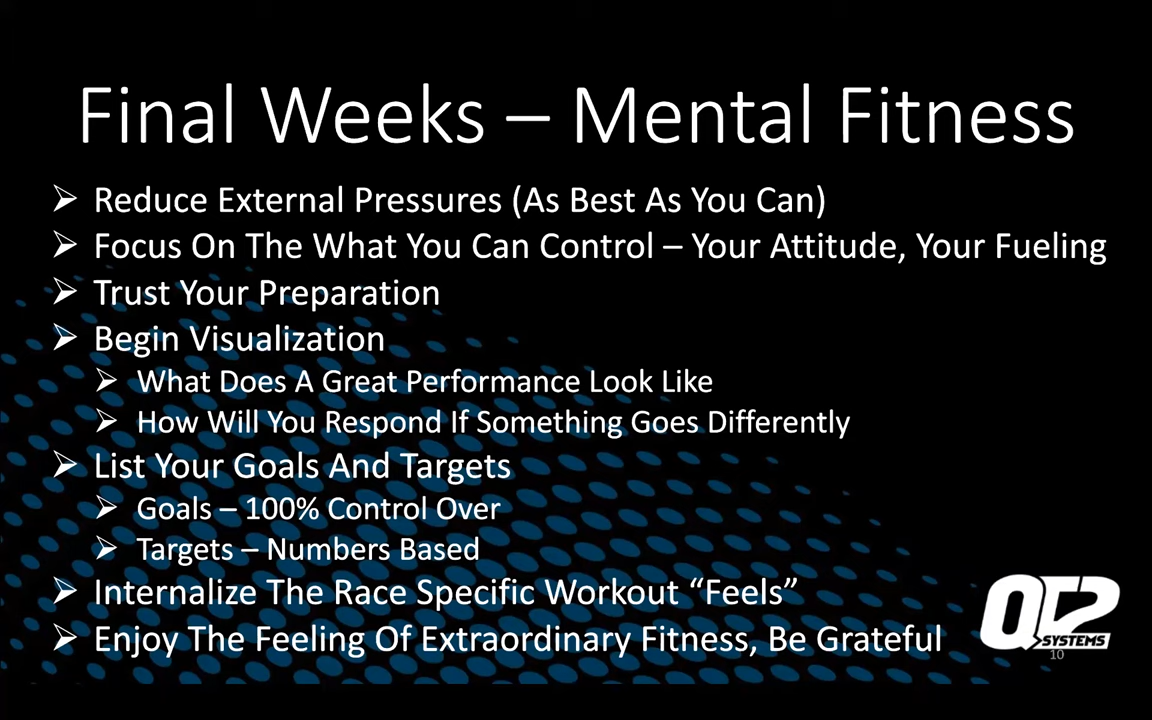 Final Weeks – Mental Fitness
➢ Reduce External Pressures (As Best As You Can)
➢ Focus On The What You Can Control – Your Attitude, Your Fueling
➢ Trust Your Preparation
➢ Begin Visualization
➢ What Does A Great Performance Look Like
➢ How Will You Respond If Something Goes Differently
➢ List Your Goals And Targets
➢ Goals – 100% Control Over
➢ Targets – Numbers Based
➢ Internalize The Race Specific Workout “Feels”
➢ Enjoy The Feeling Of Extraordinary Fitness, Be Grateful
QT2
SYSTEMS
10